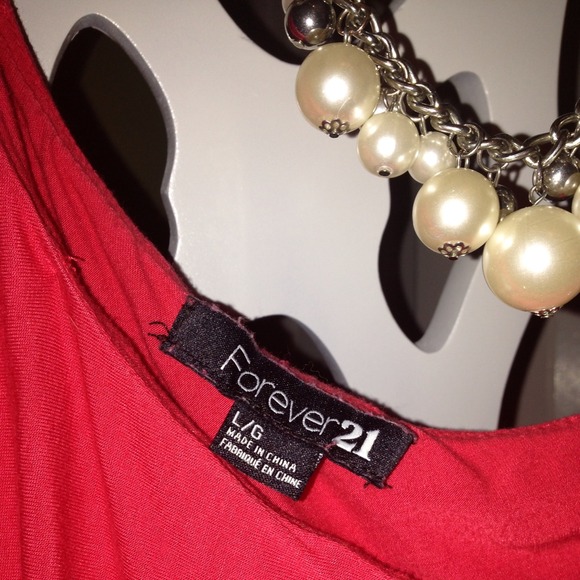 Forever21
L/G
MADE IN CHINA
FABRIQUÉ EN CHINE